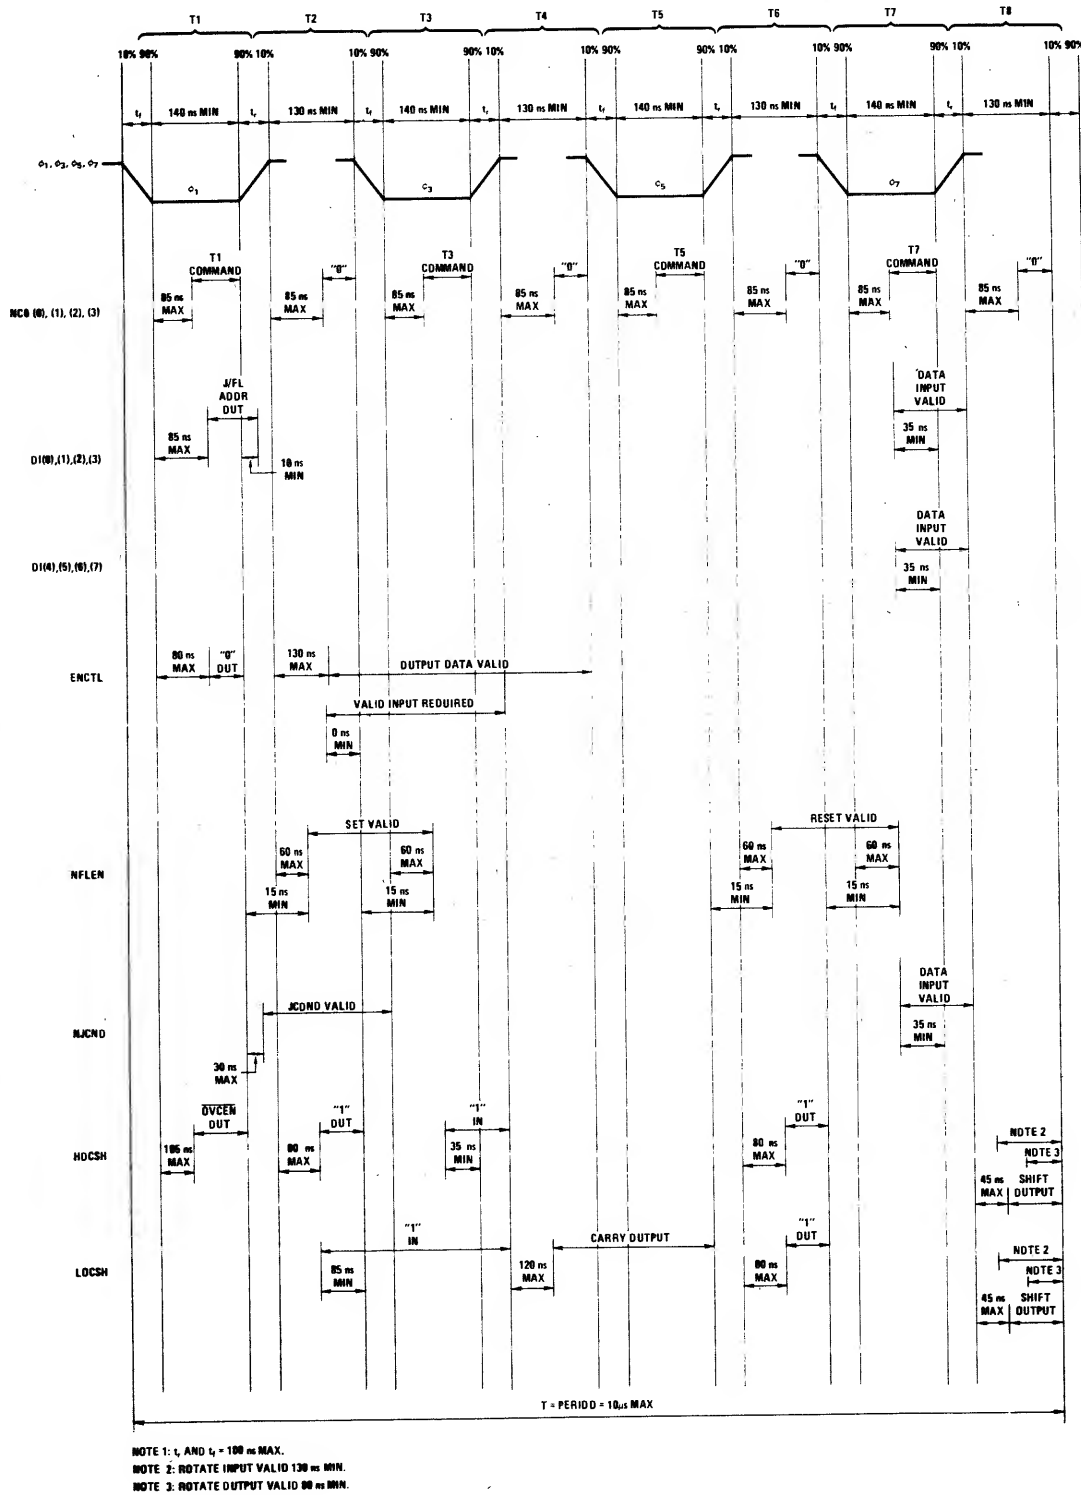 T1 T2 T3 T4 T5 T6 T7 T8
10% 90% 90% 10% 10% 90% 90% 10% 10% 90% 90% 10% 10% 90% 90% 10% 10% 90%
tf 140 ns MIN tr 130 ns MIN tf 140 ns MIN tr 130 ns MIN tf 140 ns MIN tr 130 ns MIN tf 140 ns MIN tr 130 ns MIN
φ1, φ3, φ5, φ7
φ1 φ3 φ5 φ7
NCB (0), (1), (2), (3)
85 ns MAX
T1 COMMAND
85 ns MAX
"0"
85 ns MAX
T3 COMMAND
85 ns MAX
"0"
85 ns MAX
T5 COMMAND
85 ns MAX
"0"
85 ns MAX
T7 COMMAND
85 ns MAX
"0"
DI(0),(1),(2),(3)
85 ns MAX
J/FL ADDR OUT
10 ns MIN
DATA INPUT VALID
35 ns MIN
DI(4),(5),(6),(7)
DATA INPUT VALID
35 ns MIN
ENCTL
80 ns MAX
"0" OUT
130 ns MAX
OUTPUT DATA VALID
VALID INPUT REQUIRED
0 ns MIN
NFLEN
SET VALID
60 ns MAX
15 ns MIN
60 ns MAX
15 ns MIN
RESET VALID
60 ns MAX
15 ns MIN
60 ns MAX
15 ns MIN
NJCND
JCOND VALID
30 ns MAX
DATA INPUT VALID
35 ns MIN
HOCSH
105 ns MAX
OVCEN OUT
80 ns MAX
"1" OUT
"1" IN
35 ns MIN
80 ns MAX
"1" OUT
NOTE 2
NOTE 3
45 ns MAX
SHIFT OUTPUT
LOCSH
"1" IN
85 ns MIN
120 ns MAX
CARRY OUTPUT
80 ns MAX
"1" OUT
NOTE 2
NOTE 3
45 ns MAX
SHIFT OUTPUT
T = PERIOD = 10μs MAX
NOTE 1: tr AND tf = 100 ns MAX.
NOTE 2: ROTATE INPUT VALID 130 ns MIN.
NOTE 3: ROTATE OUTPUT VALID 80 ns MIN.